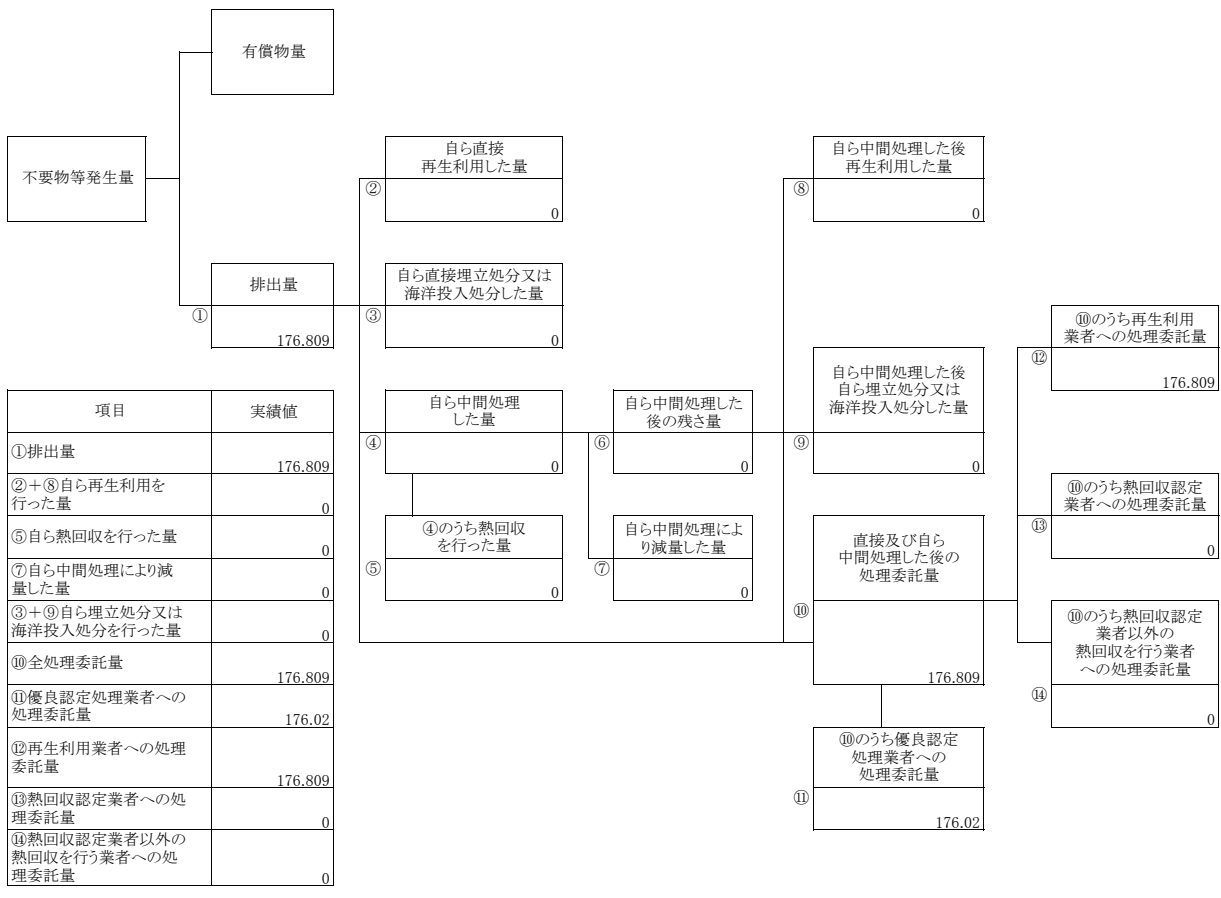 有償物量
不要物等発生量
自ら直接
再生利用した量
②
0
自ら中間処理した後
再生利用した量
⑧
0
排出量
①
176.809
自ら直接埋立処分又は
海洋投入処分した量
③
0
⑩のうち再生利用
業者への処理委託量
⑫
176.809
自ら中間処理
した量
④
0
自ら中間処理した
後の残さ量
⑥
0
自ら中間処理した後
自ら埋立処分又は
海洋投入処分した量
⑨
0
⑩のうち熱回収認定
業者への処理委託量
⑬
0
④のうち熱回収
を行った量
⑤
0
自ら中間処理によ
り減量した量
⑦
0
直接及び自ら
中間処理した後の
処理委託量
⑩
176.809
⑩のうち熱回収認定
業者以外の
熱回収を行う業者
への処理委託量
⑭
0
⑩のうち優良認定
処理業者への
処理委託量
⑪
176.02
項目
実績値
①排出量
176.809
②＋⑧自ら再生利用を
行った量
0
⑤自ら熱回収を行った量
0
⑦自ら中間処理により減
量した量
0
③＋⑨自ら埋立処分又は
海洋投入処分を行った量
0
⑩全処理委託量
176.809
⑪優良認定処理業者への
処理委託量
176.02
⑫再生利用業者への処理
委託量
176.809
⑬熱回収認定業者への処
理委託量
0
⑭熱回収認定業者以外の
熱回収を行う業者への処
理委託量
0